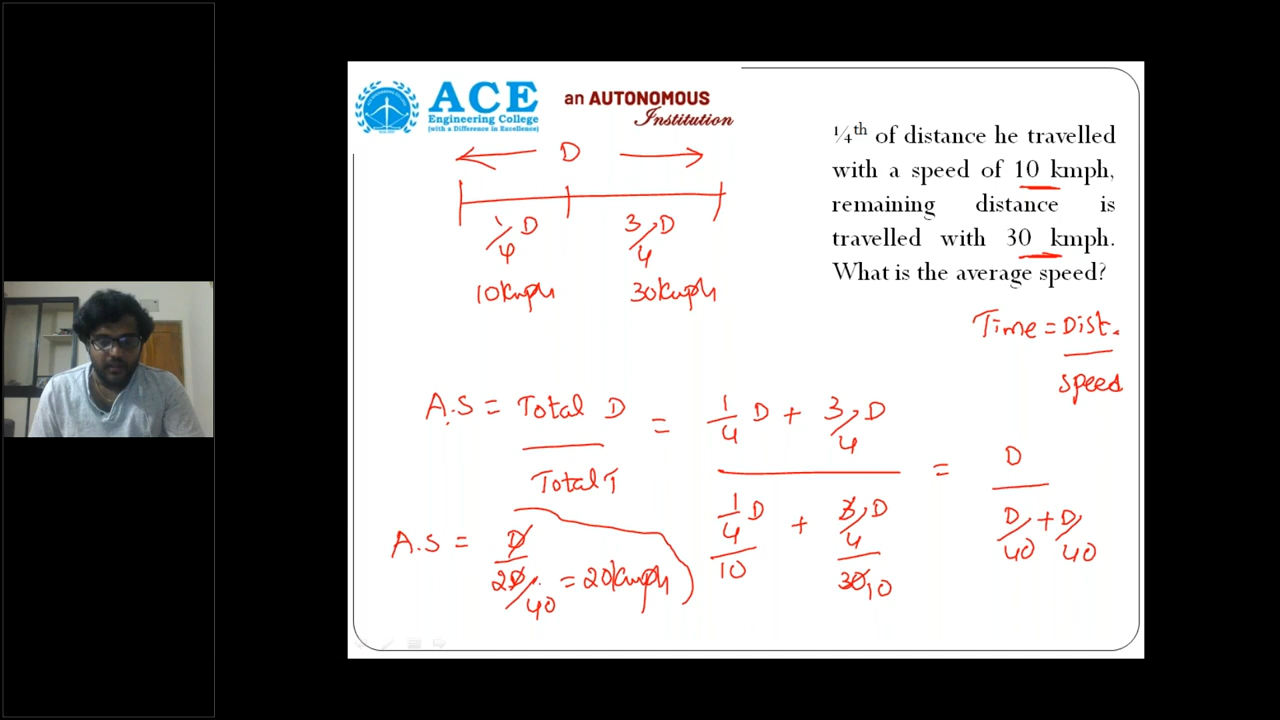 ACE
Engineering College
(with a Difference in Excellence)
an AUTONOMOUS
Institution
¼th of distance he travelled
with a speed of 10 kmph,
remaining distance is
travelled with 30 kmph.
What is the average speed?
D
1/4 D 3/4 D
10kmph 30kmph
Time = Dist.
speed
A.S = Total D = 1/4 D + 3/4 D = D
Total T 1/4 D/10 + 3/4 D/30 10 D/40 + D/40
A.S = D
2D/40 = 20kmph